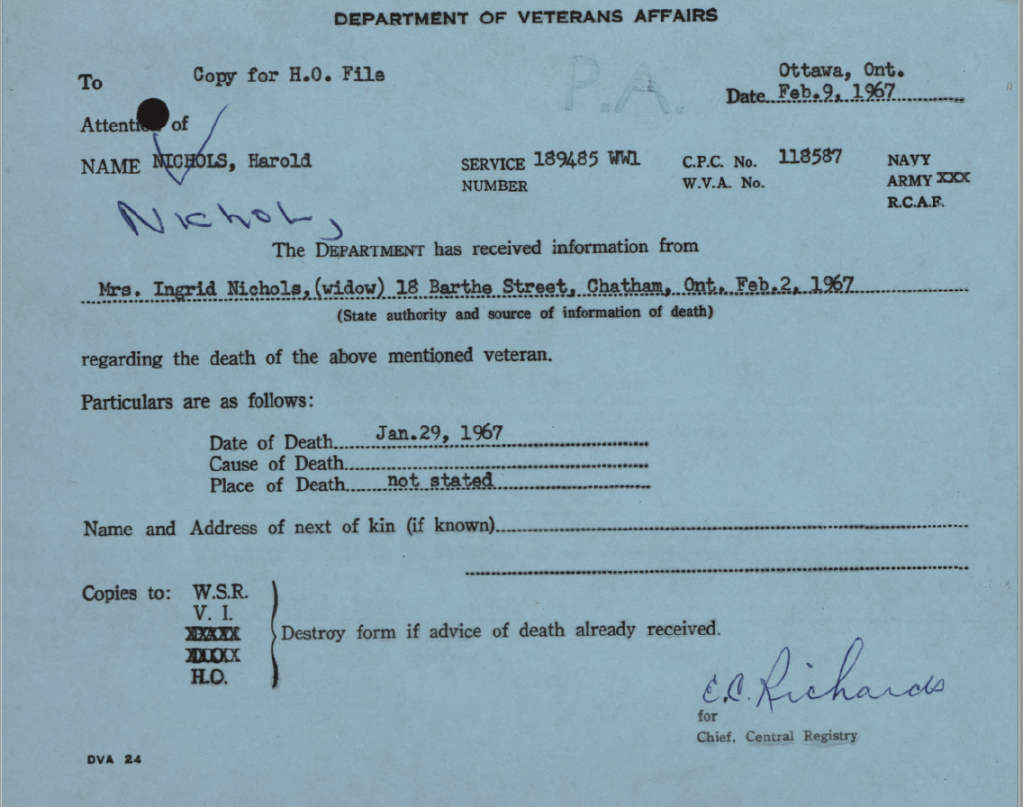 DEPARTMENT OF VETERANS AFFAIRS
P.A.
To Copy for H.O. File
Ottawa, Ont.
Date Feb.9, 1967
Attention of
NAME NICHOLS, Harold
SERVICE NUMBER 189485 WW1
C.P.C. No. 118587
W.V.A. No.
NAVY
ARMY XXX
R.C.A.F.
Nichols
The DEPARTMENT has received information from
Mrs. Ingrid Nichols,(widow) 18 Barthe Street, Chatham, Ont. Feb.2, 1967
(State authority and source of information of death)
regarding the death of the above mentioned veteran.
Particulars are as follows:
Date of Death Jan.29, 1967
Cause of Death
Place of Death not stated
Name and Address of next of kin (if known)
Copies to: W.S.R.
V. I.
XXXXX
XXXXX
H.O.
Destroy form if advice of death already received.
E.C. Richards
for
Chief, Central Registry
DVA 24